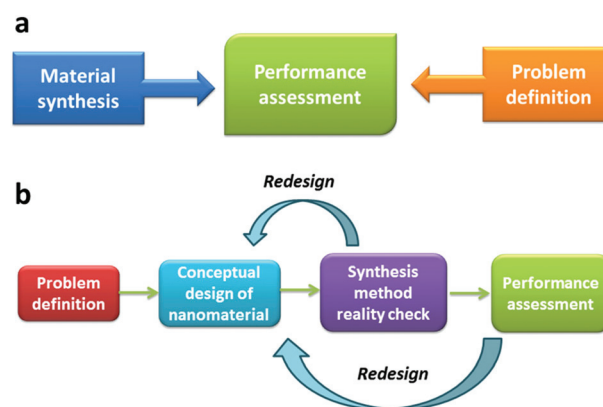 a
Material
synthesis
Performance
assessment
Problem
definition
b
Redesign
Problem
definition
Conceptual
design of
nanomaterial
Synthesis
method
reality check
Performance
assessment
Redesign